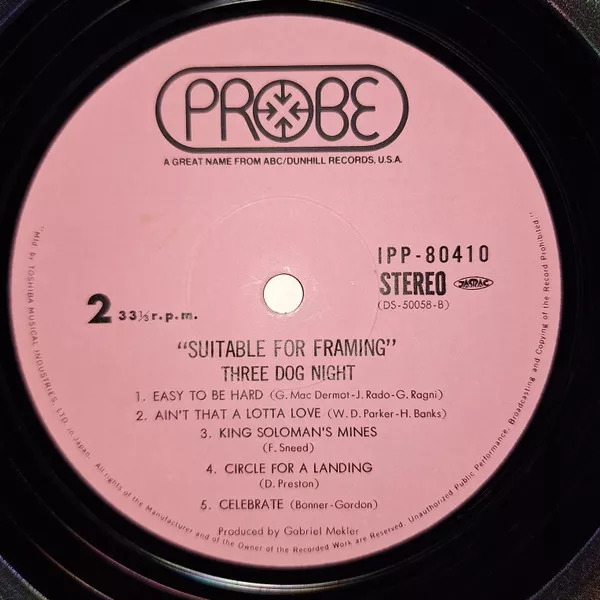 PROBE
A GREAT NAME FROM ABC/DUNHILL RECORDS, U.S.A.
IPP-80410
STEREO JASRAC
(DS-50058-B)
2 33⅓ r.p.m.
"SUITABLE FOR FRAMING"
THREE DOG NIGHT
1. EASY TO BE HARD (G. Mac Dermot-J. Rado-G. Ragni)
2. AIN'T THAT A LOTTA LOVE (W. D. Parker-H. Banks)
3. KING SOLOMAN'S MINES
(F. Sneed)
4. CIRCLE FOR A LANDING
(D. Preston)
5. CELEBRATE (Bonner-Gordon)
Produced by Gabriel Mekler
"Mfd. by TOSHIBA MUSICAL INDUSTRIES, LTD. in Japan. All rights of the Manufacturer and of the Owner of the Recorded Work are Reserved. Unauthorized Public Performance, Broadcasting and Copying of the Record Prohibited."